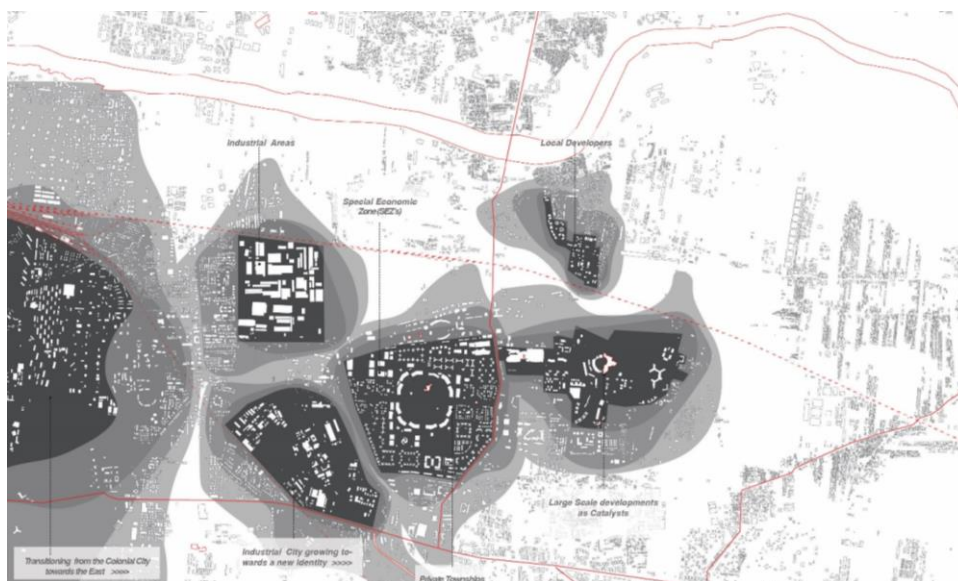 Industrial Areas
Local Developers
Special Economic
Zone(SEZ's)
Large Scale developments
as Catalysts
Transitioning from the Colonial City
towards the East >>>>
Industrial City growing to-
wards a new identity >>>>
Private Townships